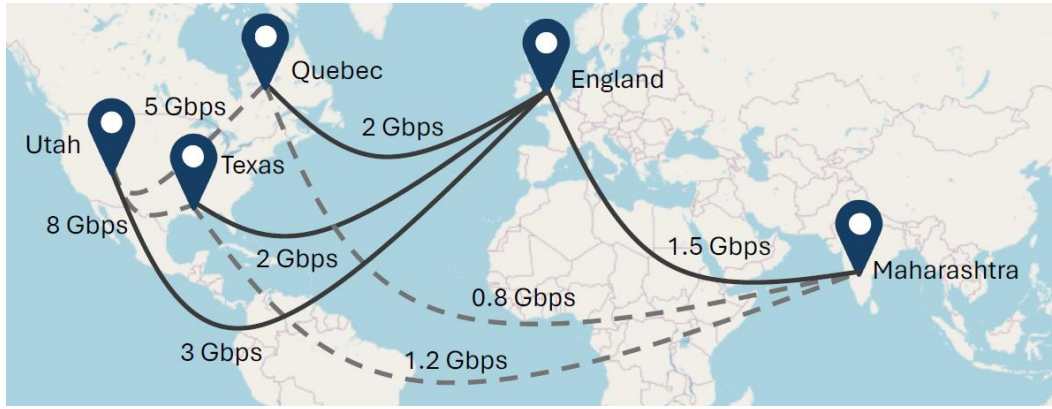 Quebec
England
5 Gbps
2 Gbps
Utah
Texas
8 Gbps
2 Gbps
1.5 Gbps
Maharashtra
0.8 Gbps
3 Gbps
1.2 Gbps